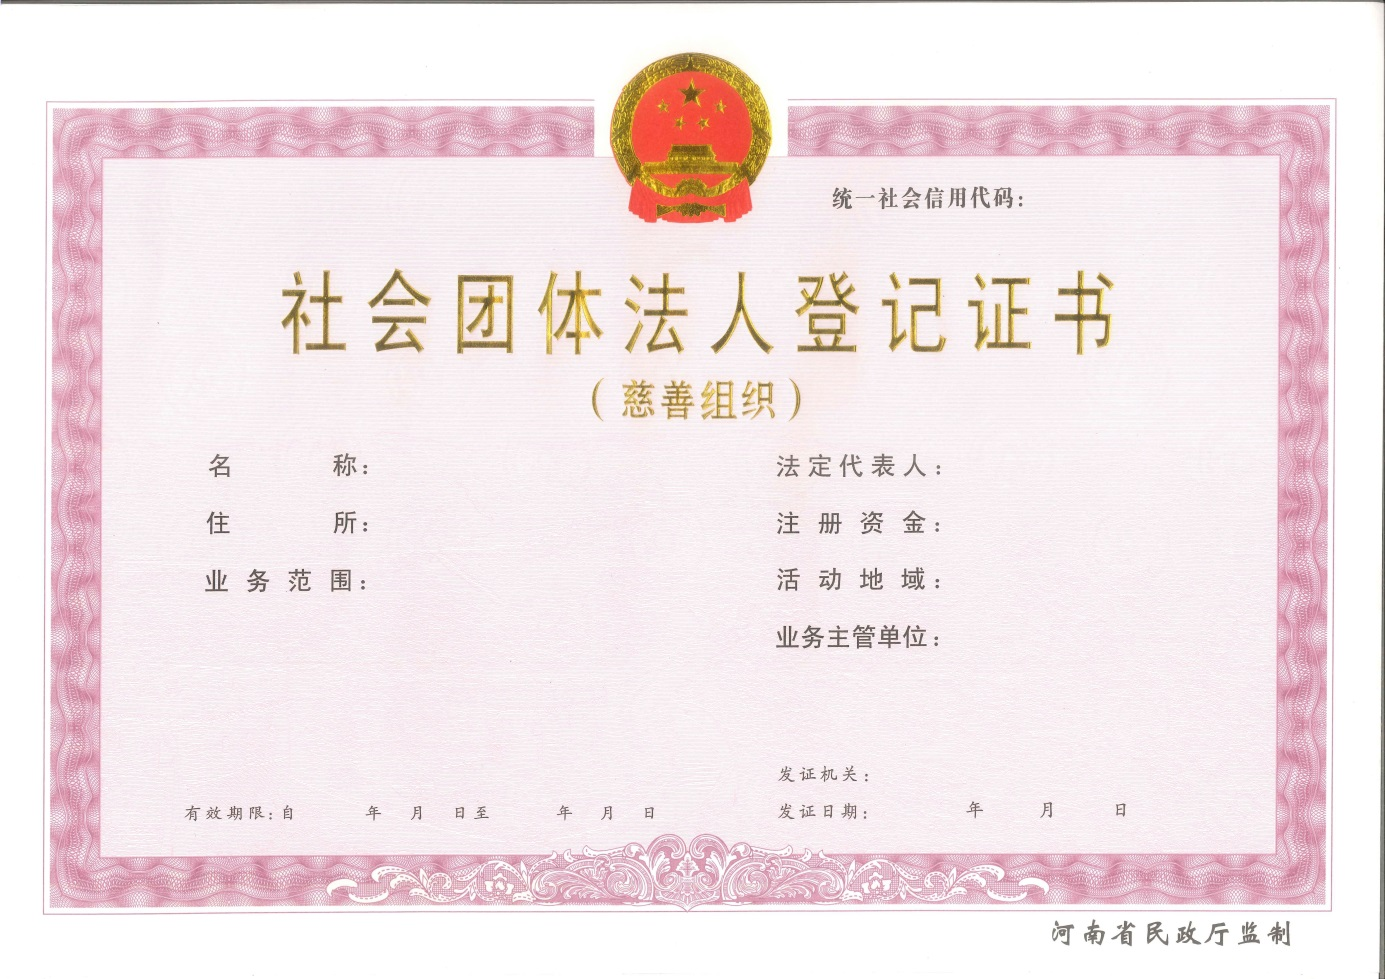 统一社会信用代码：
社会团体法人登记证书
（慈善组织）
名称：
法定代表人：
住所：
注册资金：
业务范围：
活动地域：
业务主管单位：
发证机关：
有效期限：自 年 月 日至 年 月 日
发证日期： 年 月 日
河南省民政厅监制